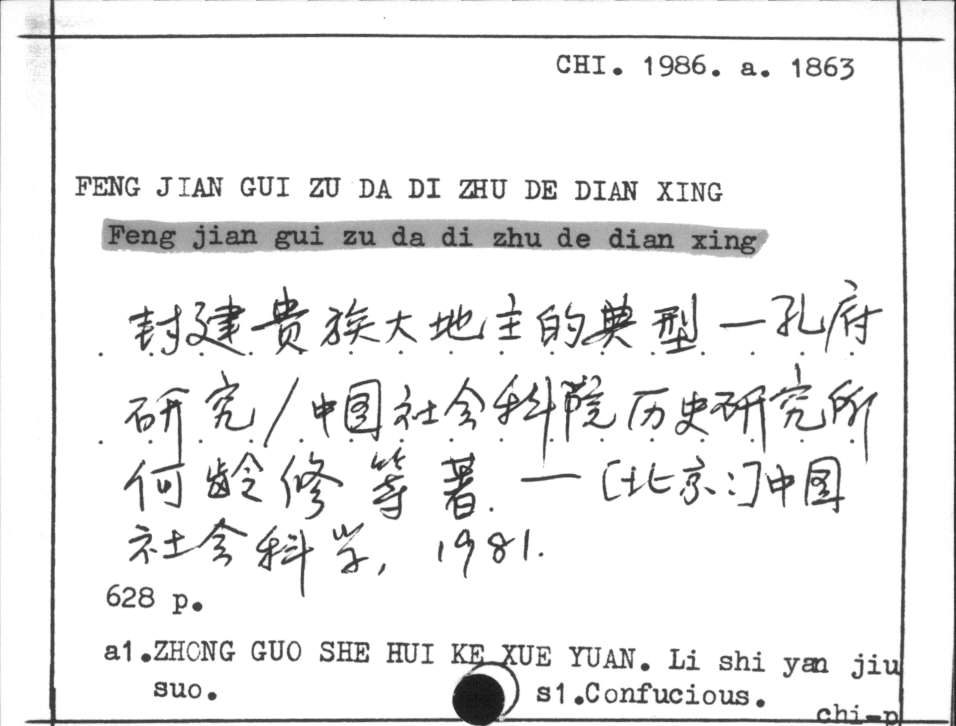 CHI. 1986. a. 1863
FENG JIAN GUI ZU DA DI ZHU DE DIAN XING
Feng jian gui zu da di zhu de dian xing
封建贵族大地主的典型—孔府
研究/中国社会科院历史研究所
何龄修等著.—[北京:]中国
社会科学, 1981.
628 p.
a1.ZHONG GUO SHE HUI KE XUE YUAN. Li shi yan jiu
suo. s1.Confucious.
chi-p